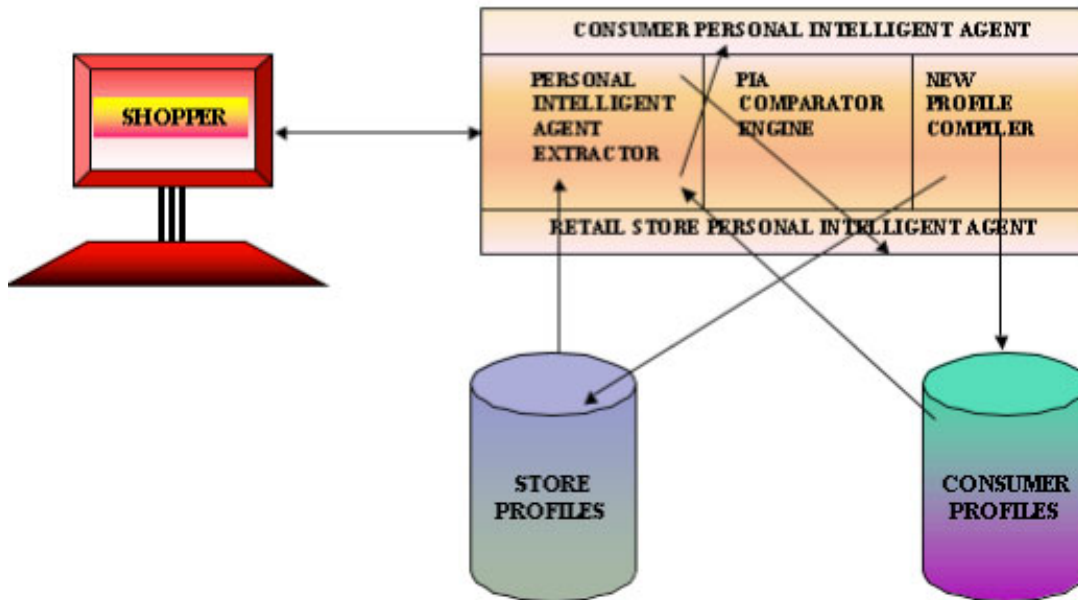 CONSUMER PERSONAL INTELLIGENT AGENT
SHOPPER
PERSONAL
INTELLIGENT
AGENT
EXTRACTOR
PIA
COMPARATOR
ENGINE
NEW
PROFILE
COMPILER
RETAIL STORE PERSONAL INTELLIGENT AGENT
STORE
PROFILES
CONSUMER
PROFILES